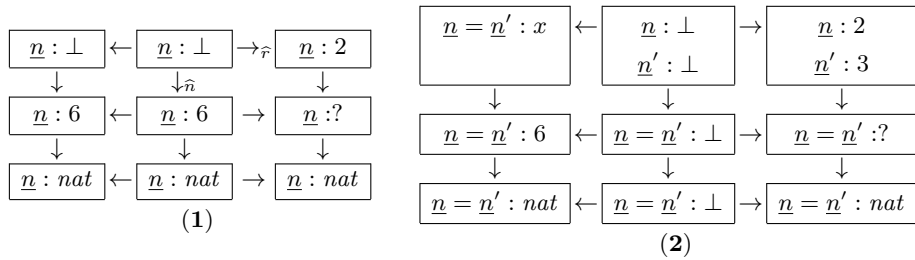 n : ⊥ ← n : ⊥ →r̂ n : 2
↓ ↓n̂ ↓
n : 6 ← n : 6 → n :?
↓ ↓ ↓
n : nat ← n : nat → n : nat
(1)
n = n′ : x ← n : ⊥ → n : 2
n′ : ⊥ n′ : 3
↓ ↓ ↓
n = n′ : 6 ← n = n′ : ⊥ → n = n′ :?
↓ ↓ ↓
n = n′ : nat ← n = n′ : ⊥ → n = n′ : nat
(2)